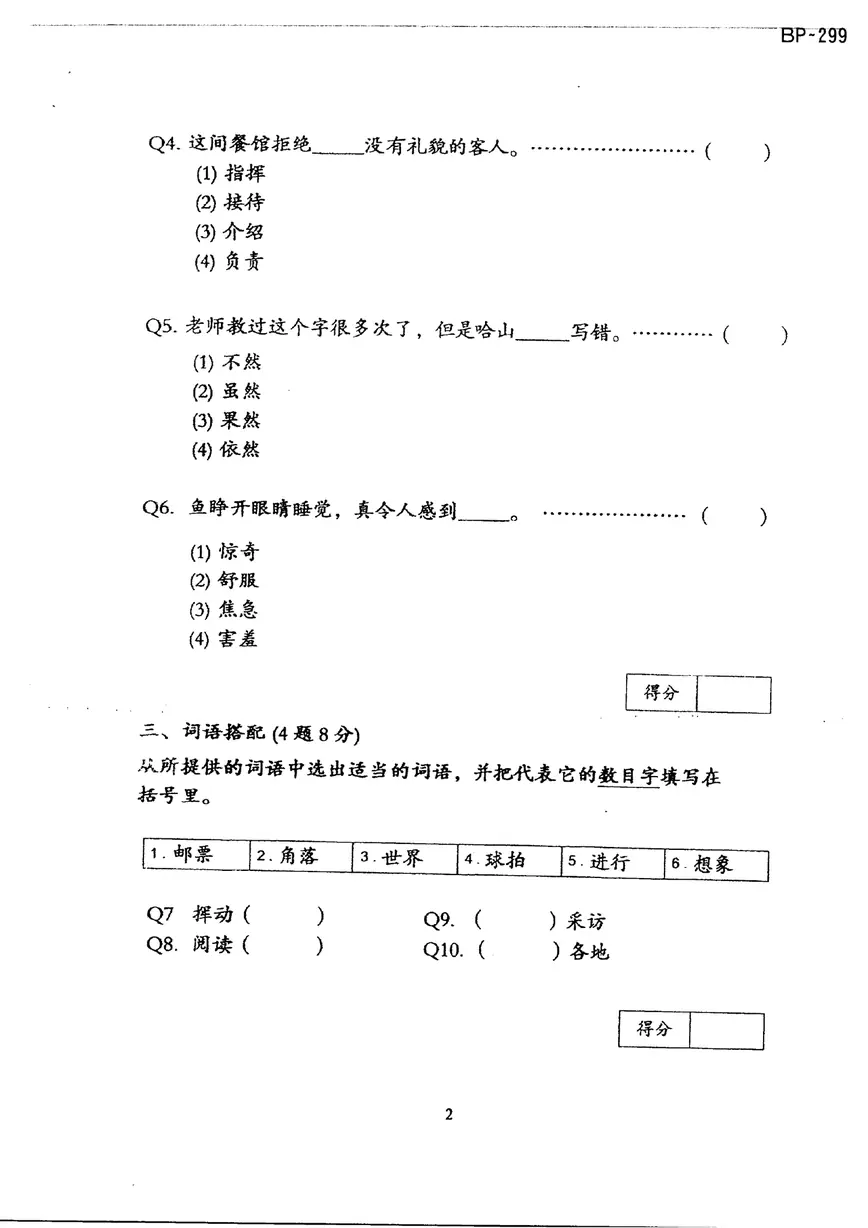 BP-299
Q4. 这间餐馆拒绝_____没有礼貌的客人。 ........................ (      )
(1) 指挥
(2) 接待
(3) 介绍
(4) 负责
Q5. 老师教过这个字很多次了，但是哈山_____写错。 ............ (      )
(1) 不然
(2) 虽然
(3) 果然
(4) 依然
Q6. 鱼睁开眼睛睡觉，真令人感到_____。 ..................... (      )
(1) 惊奇
(2) 舒服
(3) 焦急
(4) 害羞
得分
三、词语搭配 (4 题 8 分)
从所提供的词语中选出适当的词语，并把代表它的数目字填写在
括号里。
1. 邮票 2. 角落 3. 世界 4. 球拍 5. 进行 6. 想象
Q7 挥动 (      ) Q9. (      ) 采访
Q8. 阅读 (      ) Q10. (      ) 各地
得分
2